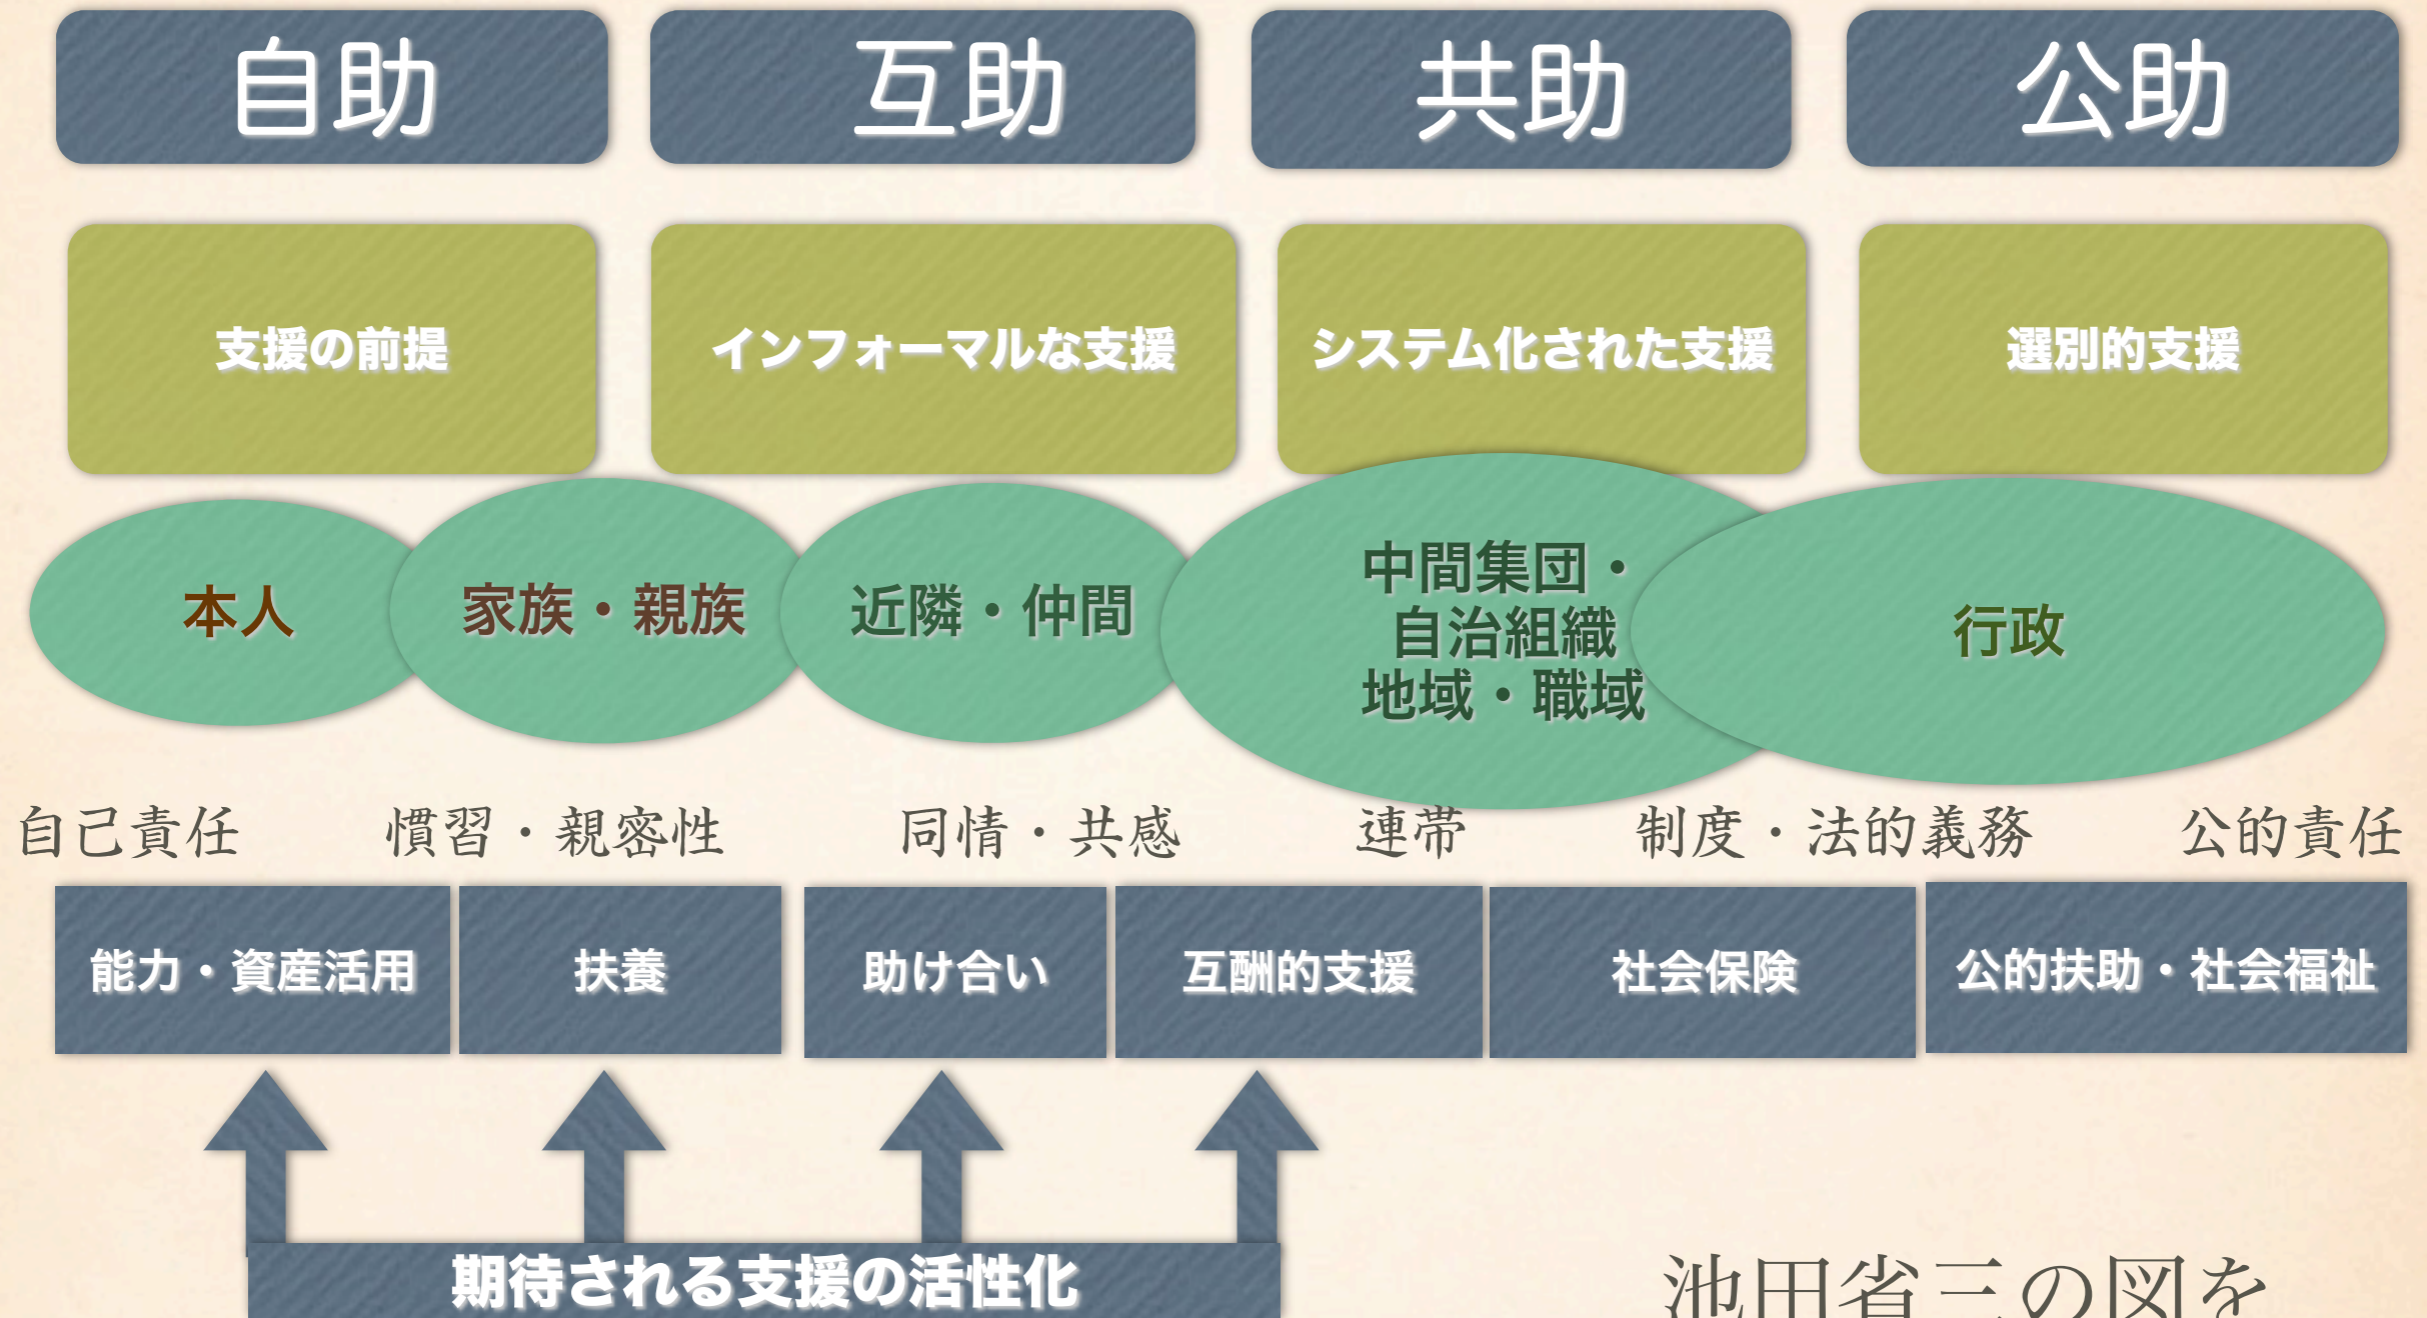 自助
互助
共助
公助
支援の前提
インフォーマルな支援
システム化された支援
選別的支援
本人
家族・親族
近隣・仲間
中間集団・
自治組織
地域・職域
行政
自己責任
慣習・親密性
同情・共感
連帯
制度・法的義務
公的責任
能力・資産活用
扶養
助け合い
互酬的支援
社会保険
公的扶助・社会福祉
期待される支援の活性化
池田省三の図を